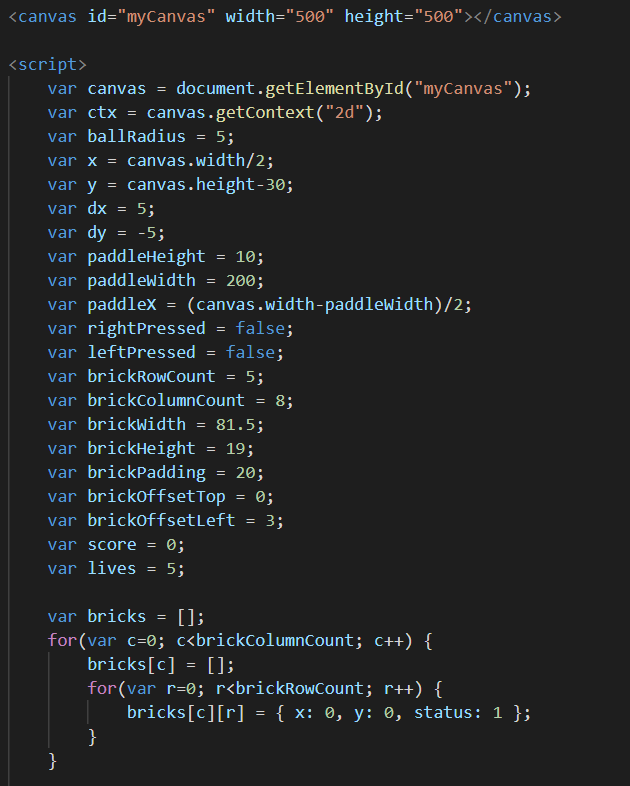 <canvas id="myCanvas" width="500" height="500"></canvas>
<script>
var canvas = document.getElementById("myCanvas");
var ctx = canvas.getContext("2d");
var ballRadius = 5;
var x = canvas.width/2;
var y = canvas.height-30;
var dx = 5;
var dy = -5;
var paddleHeight = 10;
var paddleWidth = 200;
var paddleX = (canvas.width-paddleWidth)/2;
var rightPressed = false;
var leftPressed = false;
var brickRowCount = 5;
var brickColumnCount = 8;
var brickWidth = 81.5;
var brickHeight = 19;
var brickPadding = 20;
var brickOffsetTop = 0;
var brickOffsetLeft = 3;
var score = 0;
var lives = 5;
var bricks = [];
for(var c=0; c<brickColumnCount; c++) {
bricks[c] = [];
for(var r=0; r<brickRowCount; r++) {
bricks[c][r] = { x: 0, y: 0, status: 1 };
}
}